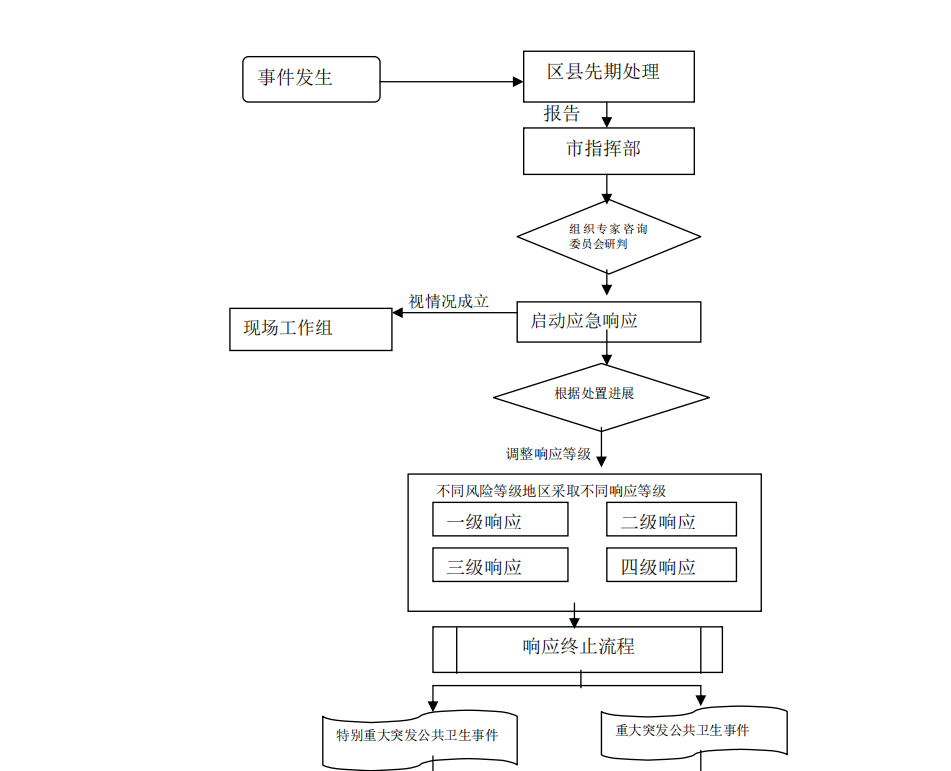 事件发生
区县先期处理
报告
市指挥部
组织专家咨询
委员会研判
视情况成立
现场工作组
启动应急响应
根据处置进展
调整响应等级
不同风险等级地区采取不同响应等级
一级响应
二级响应
三级响应
四级响应
响应终止流程
特别重大突发公共卫生事件
重大突发公共卫生事件